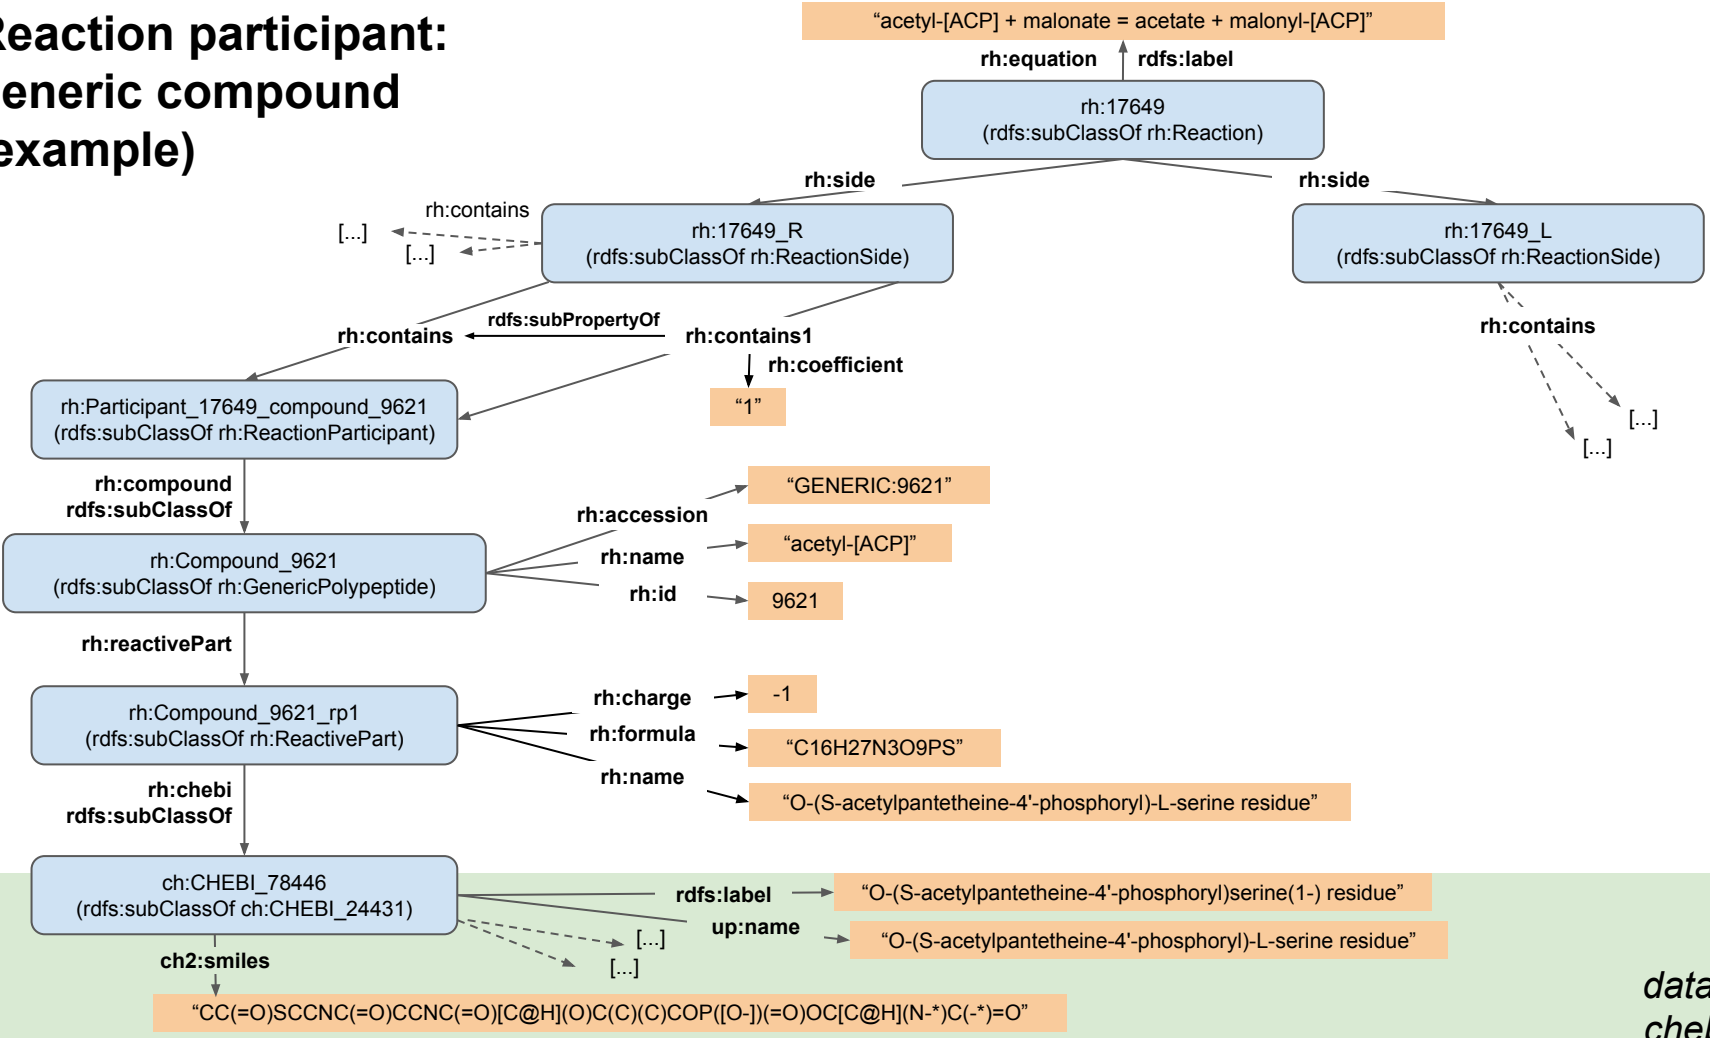 Reaction participant:
eneric compound
example)
“acetyl-[ACP] + malonate = acetate + malonyl-[ACP]”
rh:equation rdfs:label
rh:17649
(rdfs:subClassOf rh:Reaction)
rh:side
rh:side
rh:contains
[...]
[...]
rh:17649_R
(rdfs:subClassOf rh:ReactionSide)
rh:17649_L
(rdfs:subClassOf rh:ReactionSide)
rh:contains
rdfs:subPropertyOf
rh:contains1
rh:coefficient
“1”
rh:contains
[...]
[...]
rh:Participant_17649_compound_9621
(rdfs:subClassOf rh:ReactionParticipant)
rh:compound
rdfs:subClassOf
rh:Compound_9621
(rdfs:subClassOf rh:GenericPolypeptide)
rh:accession
“GENERIC:9621”
rh:name
“acetyl-[ACP]”
rh:id
9621
rh:reactivePart
rh:Compound_9621_rp1
(rdfs:subClassOf rh:ReactivePart)
rh:charge
-1
rh:formula
“C16H27N3O9PS”
rh:name
“O-(S-acetylpantetheine-4'-phosphoryl)-L-serine residue”
rh:chebi
rdfs:subClassOf
ch:CHEBI_78446
(rdfs:subClassOf ch:CHEBI_24431)
rdfs:label
“O-(S-acetylpantetheine-4'-phosphoryl)serine(1-) residue”
up:name
“O-(S-acetylpantetheine-4'-phosphoryl)-L-serine residue”
[...]
[...]
ch2:smiles
“CC(=O)SCCNC(=O)CCNC(=O)[C@H](O)C(C)(C)COP([O-])(=O)OC[C@H](N-*)C(-*)=O”
data
cheb